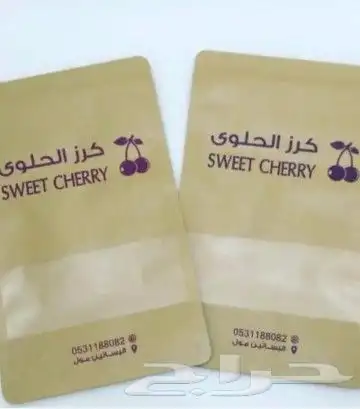 كرز الحلوى
SWEET CHERRY
0531188082
البساتين مول
كرز الحلوى
SWEET CHERRY
0531188082
البساتين مول
حراج